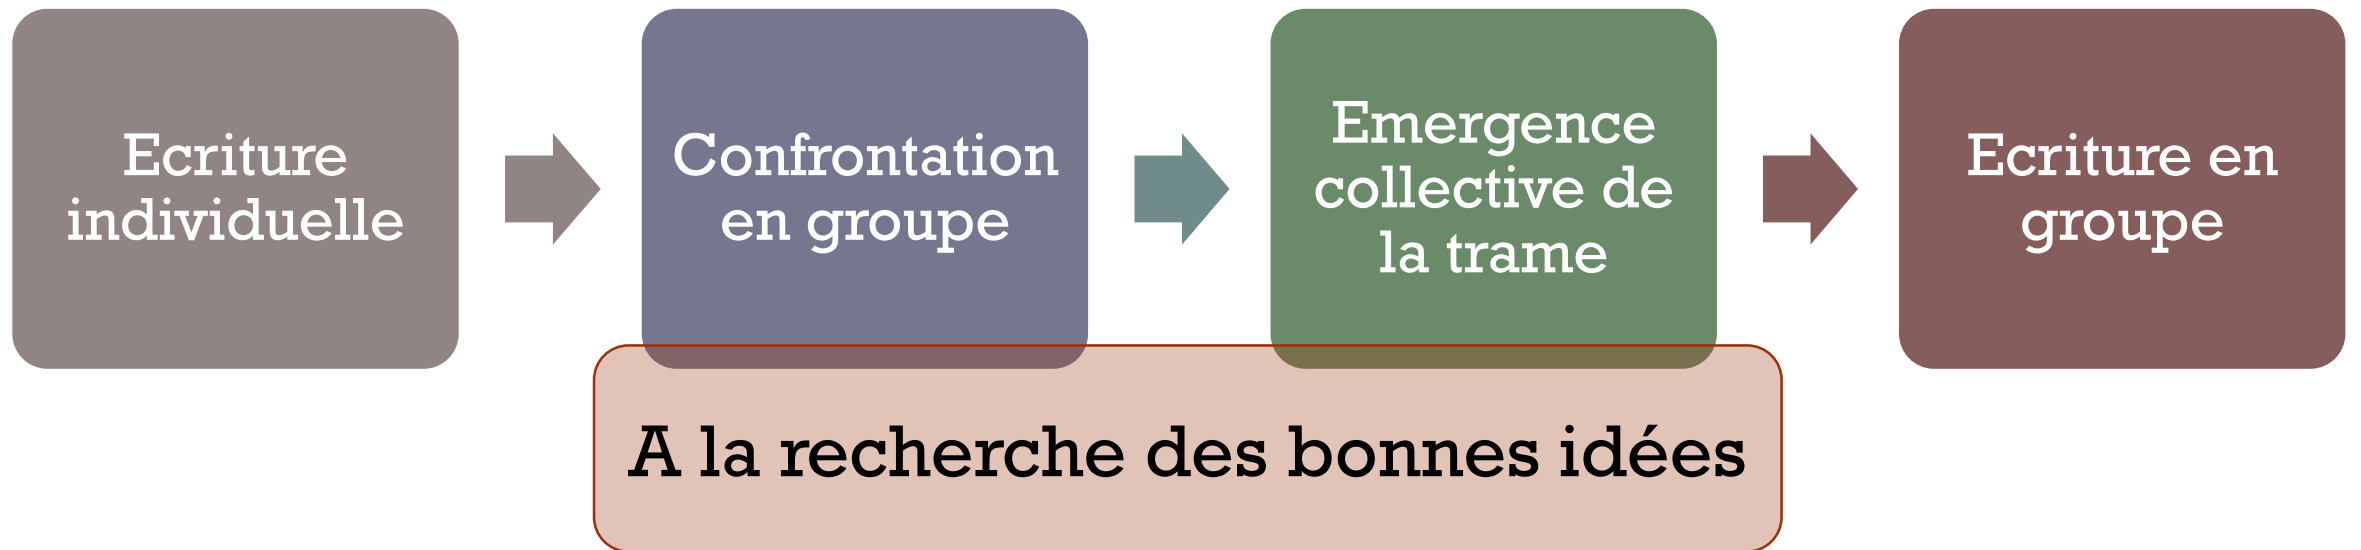 Ecriture
individuelle
Confrontation
en groupe
Emergence
collective de
la trame
Ecriture en
groupe
A la recherche des bonnes idées